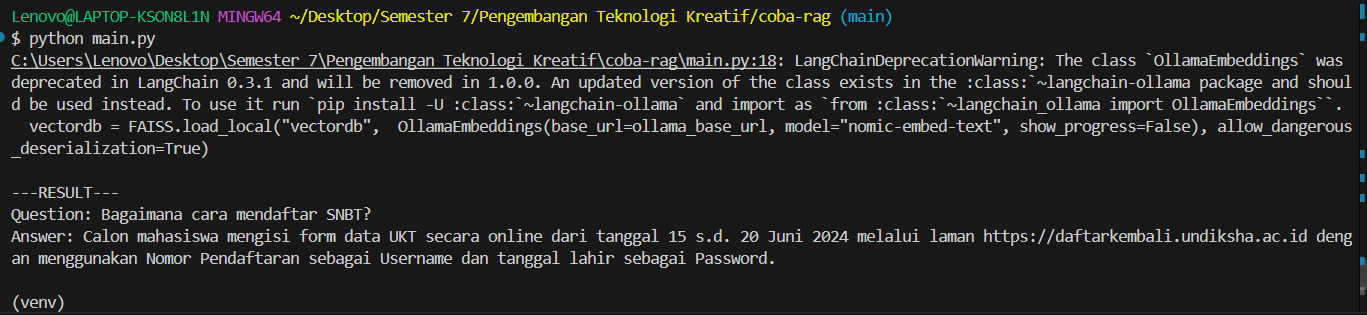 Lenovo@LAPTOP-KSON8L1N MINGW64 ~/Desktop/Semester 7/Pengembangan Teknologi Kreatif/coba-rag (main)
$ python main.py
C:\Users\Lenovo\Desktop\Semester 7\Pengembangan Teknologi Kreatif\coba-rag\main.py:18: LangChainDeprecationWarning: The class `OllamaEmbeddings` was
deprecated in LangChain 0.3.1 and will be removed in 1.0.0. An updated version of the class exists in the :class:`~langchain-ollama package and shoul
d be used instead. To use it run `pip install -U :class:`~langchain-ollama` and import as `from :class:`~langchain_ollama import OllamaEmbeddings``.
  vectordb = FAISS.load_local("vectordb",  OllamaEmbeddings(base_url=ollama_base_url, model="nomic-embed-text", show_progress=False), allow_dangerous
_deserialization=True)
---RESULT---
Question: Bagaimana cara mendaftar SNBT?
Answer: Calon mahasiswa mengisi form data UKT secara online dari tanggal 15 s.d. 20 Juni 2024 melalui laman https://daftarkembali.undiksha.ac.id deng
an menggunakan Nomor Pendaftaran sebagai Username dan tanggal lahir sebagai Password.
(venv)